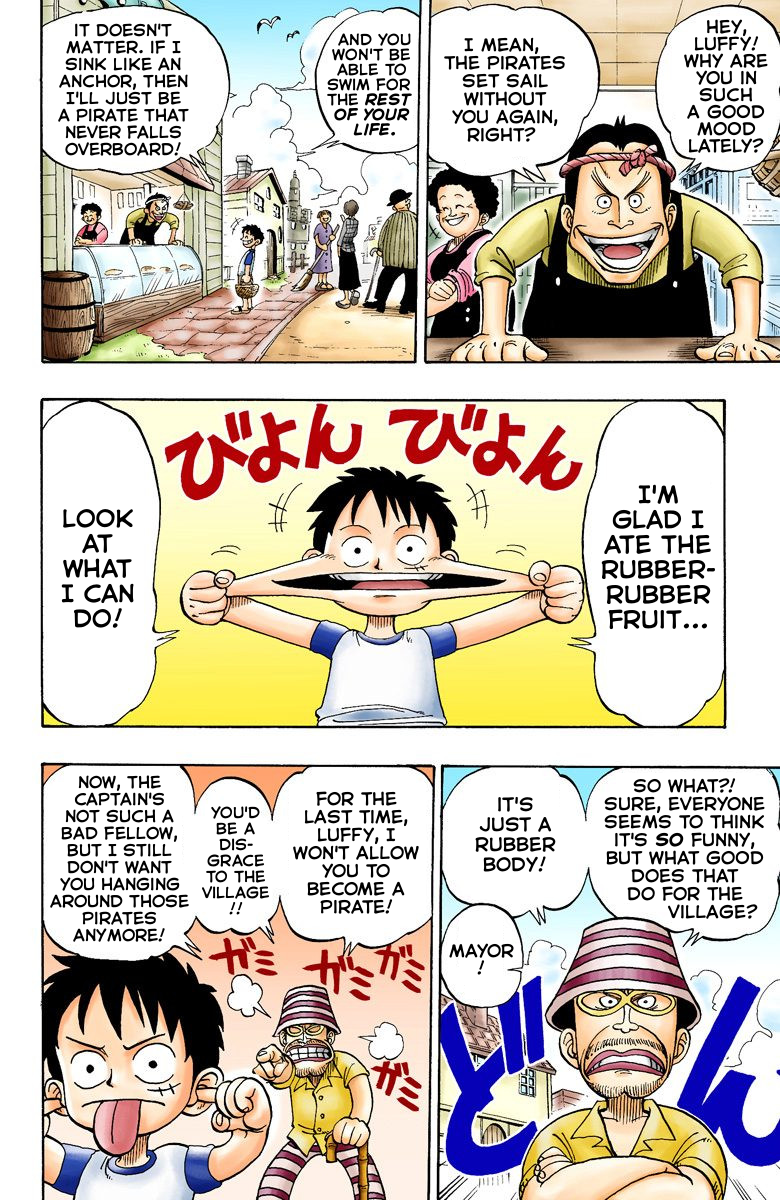 HEY,
LUFFY!
WHY ARE
YOU IN
SUCH
A GOOD
MOOD
LATELY?
I MEAN,
THE PIRATES
SET SAIL
WITHOUT
YOU AGAIN,
RIGHT?
AND YOU
WON'T BE
ABLE TO
SWIM FOR
THE REST
OF YOUR
LIFE.
IT DOESN'T
MATTER. IF I
SINK LIKE AN
ANCHOR, THEN
I'LL JUST BE
A PIRATE THAT
NEVER FALLS
OVERBOARD!
I'M
GLAD I
ATE THE
RUBBER-
RUBBER
FRUIT...
びよん びよん
LOOK
AT
WHAT
I CAN
DO!
SO WHAT?!
SURE, EVERYONE
SEEMS TO THINK
IT'S SO FUNNY,
BUT WHAT GOOD
DOES THAT
DO FOR THE
VILLAGE?
IT'S
JUST A
RUBBER
BODY!
MAYOR
!
どん
FOR THE
LAST TIME,
LUFFY, I
WON'T ALLOW
YOU TO
BECOME A
PIRATE!
YOU'D
BE A
DIS-
GRACE
TO THE
VILLAGE
!!
NOW, THE
CAPTAIN'S
NOT SUCH A
BAD FELLOW,
BUT I STILL
DON'T WANT
YOU HANGING
AROUND THOSE
PIRATES
ANYMORE!
ガミ
ガミ
ガミ
ガミ